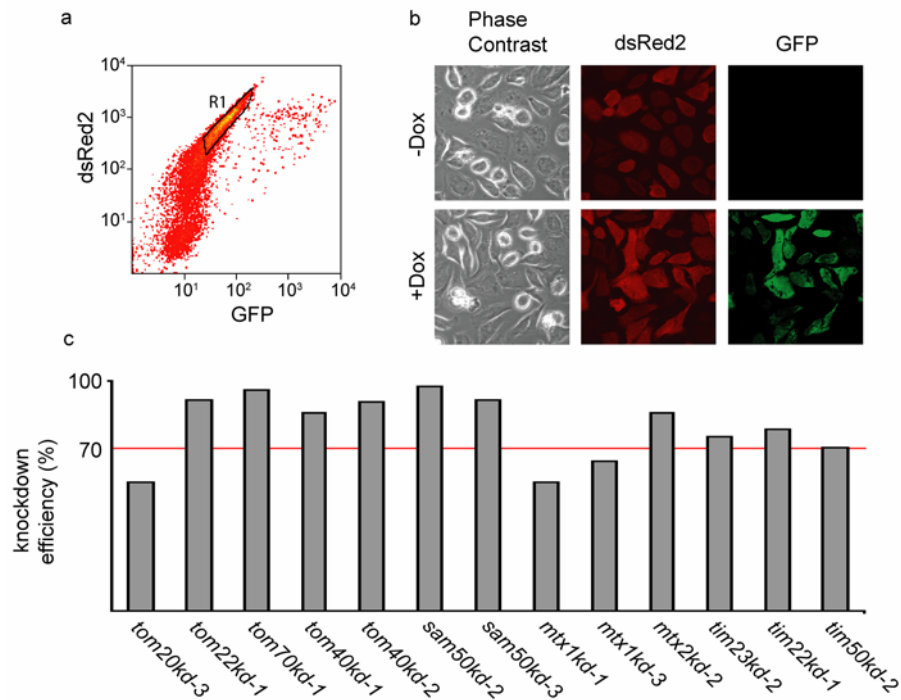 a
dsRed2
10⁴
10³
10²
10¹
R1
10¹ 10² 10³ 10⁴
GFP
b
Phase
Contrast
dsRed2
GFP
-Dox
+Dox
c
knockdown
efficiency (%)
100
70
tom20kd-3
tom22kd-1
tom70kd-1
tom40kd-1
tom40kd-2
sam50kd-2
sam50kd-3
mtx1kd-1
mtx1kd-3
mtx2kd-2
tim23kd-2
tim22kd-1
tim50kd-2